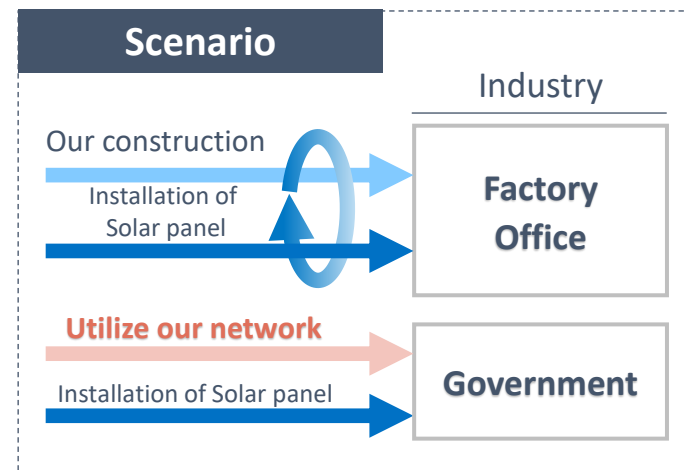 Scenario
Industry
Our construction
Installation of
Solar panel
Factory
Office
Utilize our network
Installation of Solar panel
Government